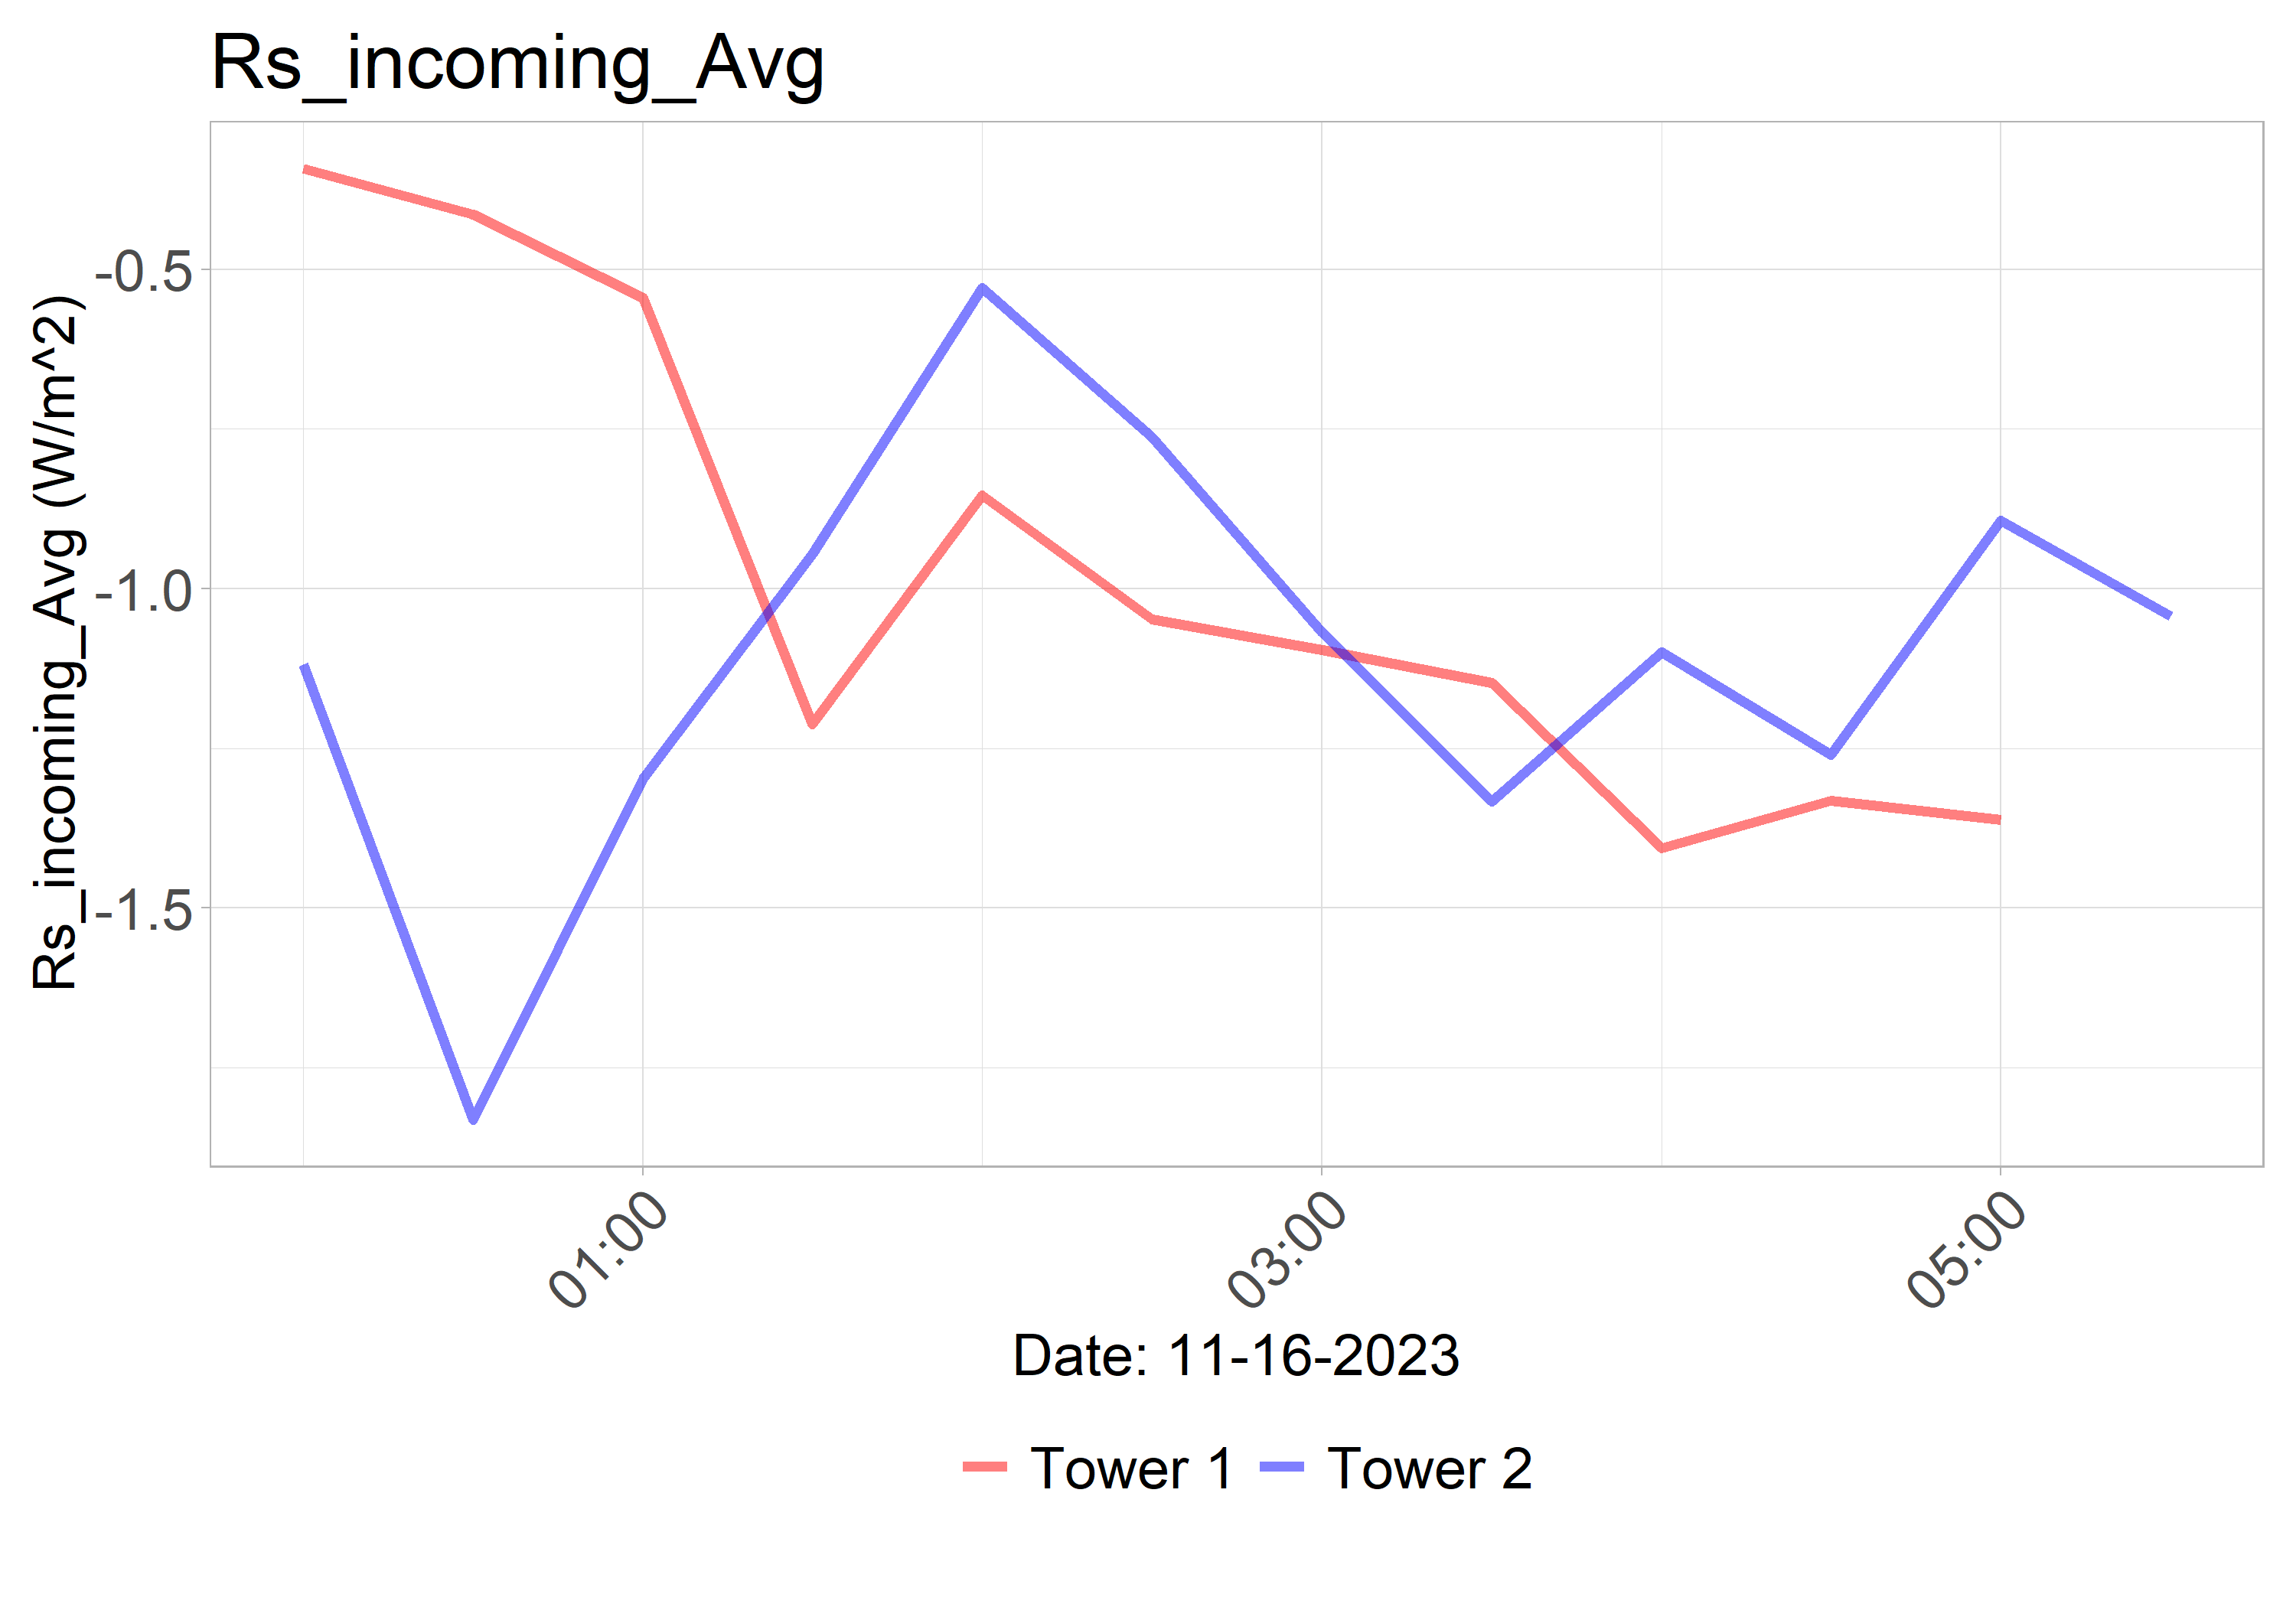 Rs_incoming_Avg
Rs_incoming_Avg (W/m^2)
-0.5
-1.0
-1.5
01:00
03:00
05:00
Date: 11-16-2023
Tower 1
Tower 2